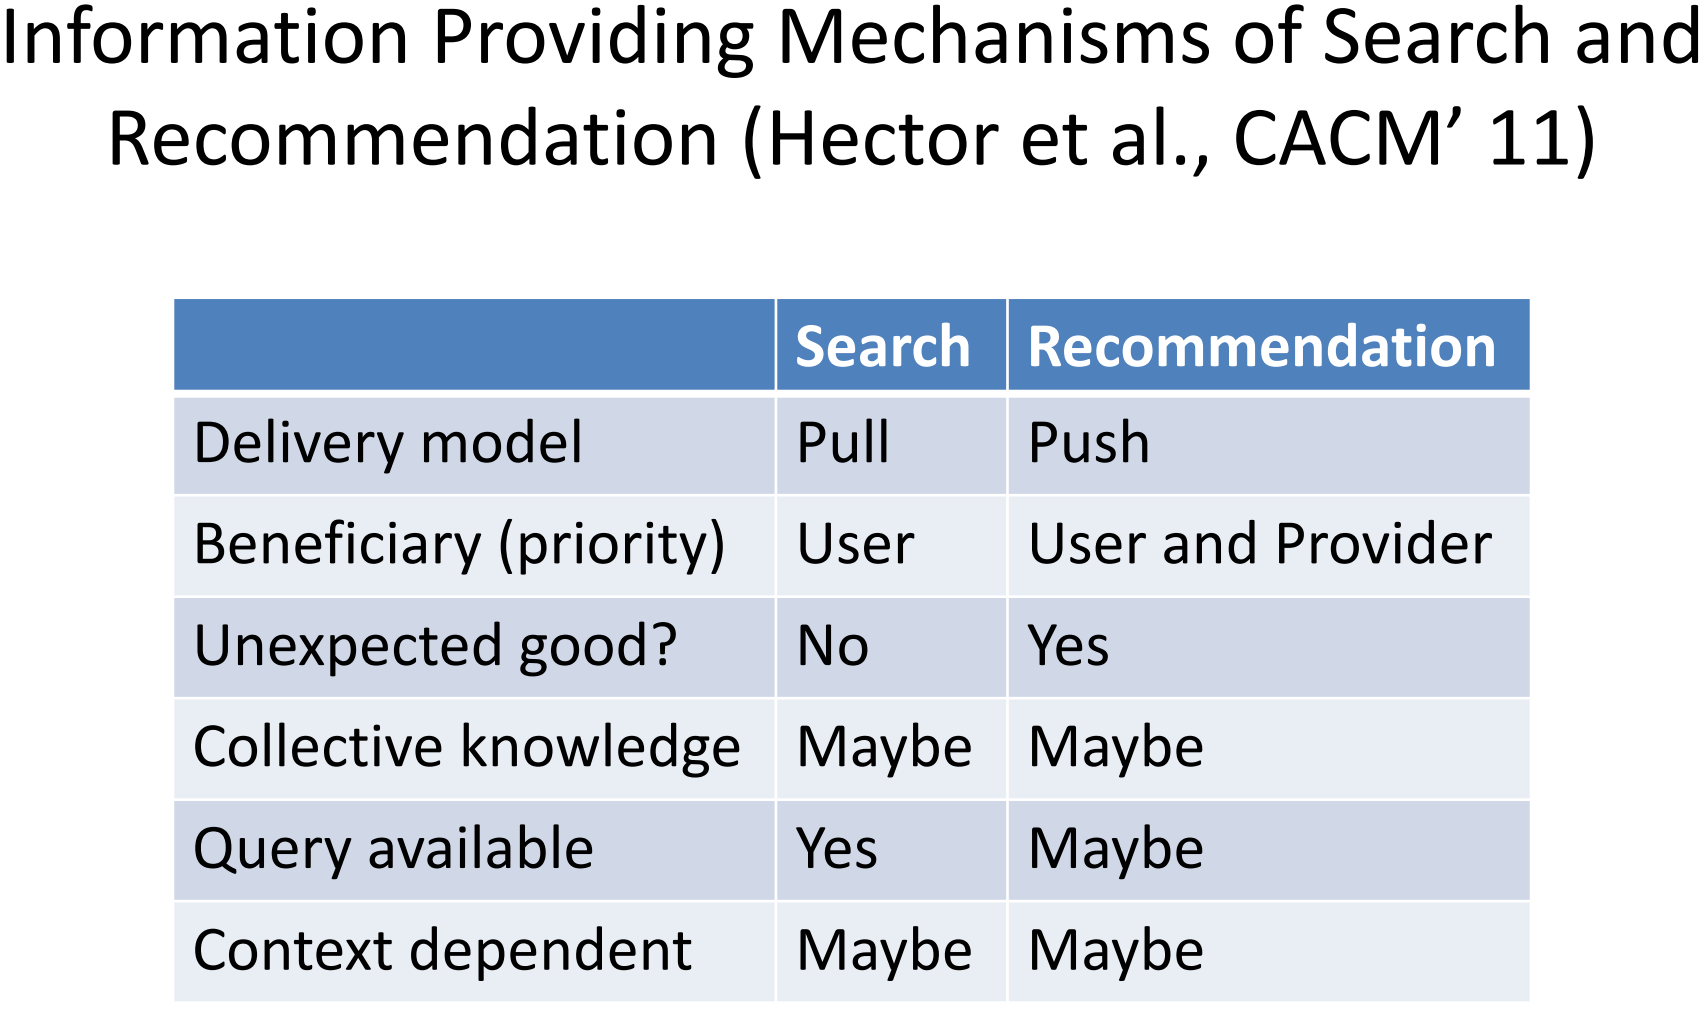 Information Providing Mechanisms of Search and
Recommendation (Hector et al., CACM’ 11)
Search Recommendation
Delivery model Pull Push
Beneficiary (priority) User User and Provider
Unexpected good? No Yes
Collective knowledge Maybe Maybe
Query available Yes Maybe
Context dependent Maybe Maybe